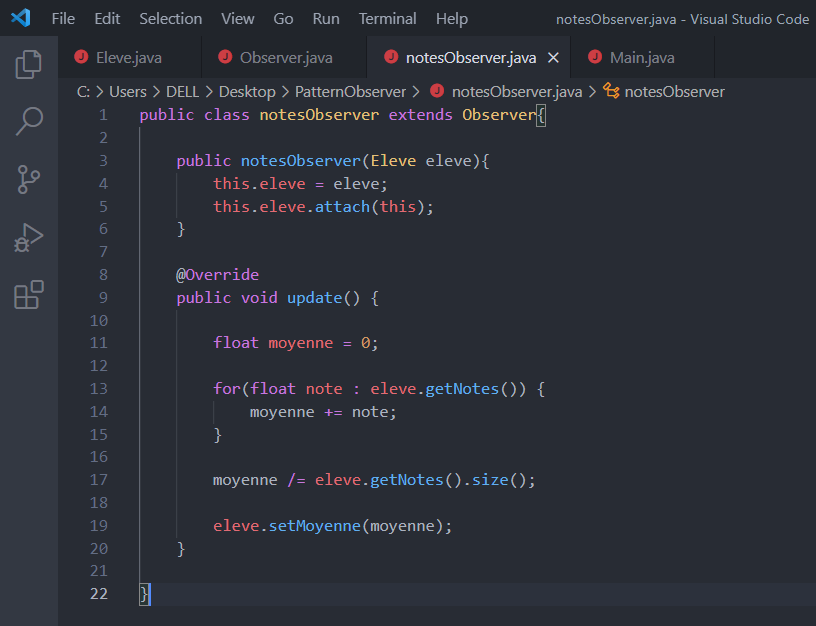 File Edit Selection View Go Run Terminal Help notesObserver.java - Visual Studio Code
Eleve.java Observer.java notesObserver.java Main.java
C: > Users > DELL > Desktop > PatternObserver > notesObserver.java > notesObserver
1 public class notesObserver extends Observer{
2
3 public notesObserver(Eleve eleve){
4 this.eleve = eleve;
5 this.eleve.attach(this);
6 }
7
8 @Override
9 public void update() {
10
11 float moyenne = 0;
12
13 for(float note : eleve.getNotes()) {
14 moyenne += note;
15 }
16
17 moyenne /= eleve.getNotes().size();
18
19 eleve.setMoyenne(moyenne);
20 }
21
22 }